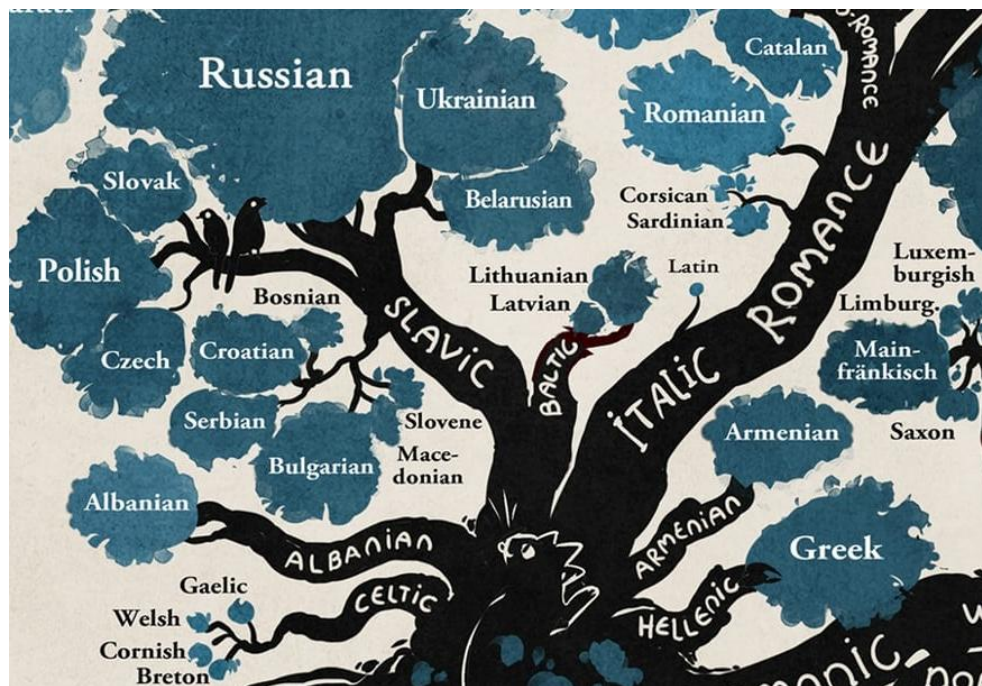 Catalan
Russian
Ukrainian
Romanian
ROMANCE
Slovak
Belarusian
Corsican
Sardinian
Polish
Lithuanian
Latvian
Latin
Luxem-
burgish
Limburg.
Bosnian
SLAVIC
BALTIC
ITALIC
Czech
Croatian
Main-
fränkisch
Serbian
Slovene
Armenian
Saxon
Bulgarian
Mace-
donian
Albanian
ALBANIAN
ARMENIAN
Greek
Gaelic
CELTIC
HELLENIC
Welsh
Cornish
Breton